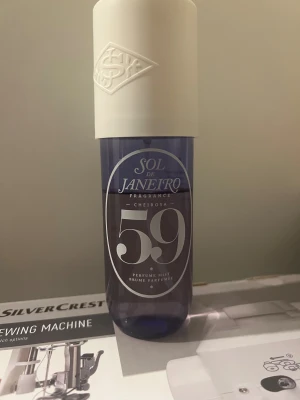 SOL
DE
JANEIRO
FRAGRANCE
CHEIROSA
59
PERFUME MIST
BRUME PARFUMÉE
SILVERCREST
EWING MACHINE